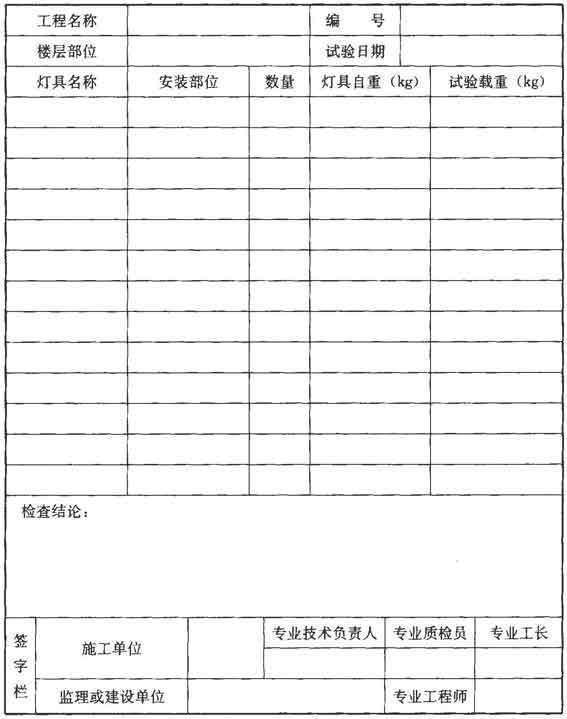 工程名称 编 号
楼层部位 试验日期
灯具名称 安装部位 数量 灯具自重（kg） 试验载重（kg）
检查结论：
签字栏 施工单位 专业技术负责人 专业质检员 专业工长
监理或建设单位 专业工程师